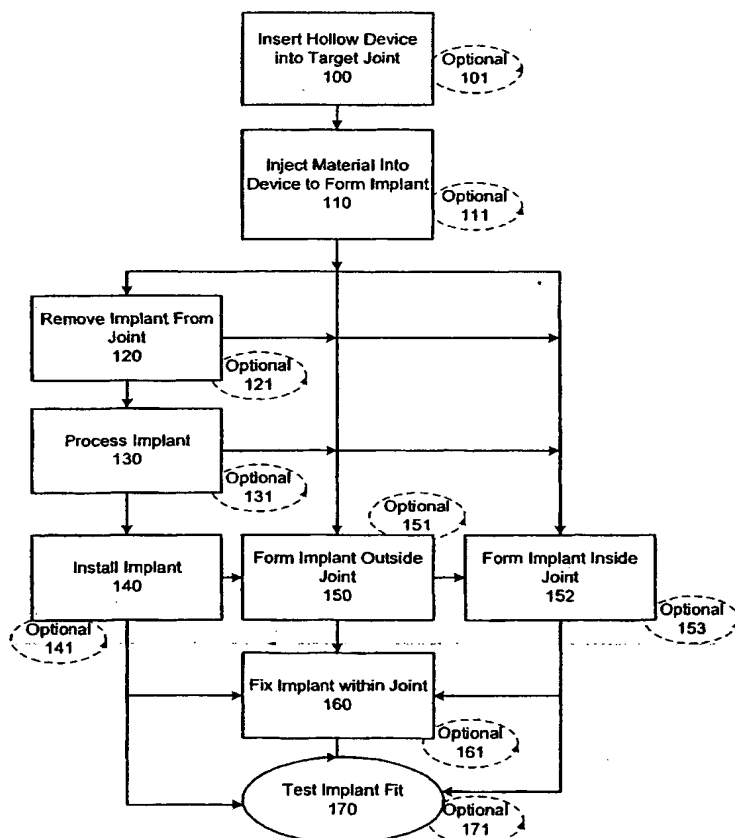 Insert Hollow Device
into Target Joint
100
Optional
101
Inject Material Into
Device to Form Implant
110
Optional
111
Remove Implant From
Joint
120
Optional
121
Process Implant
130
Optional
131
Optional
151
Install Implant
140
Form Implant Outside
Joint
150
Form Implant Inside
Joint
152
Optional
141
Optional
153
Fix Implant within Joint
160
Optional
161
Test Implant Fit
170
Optional
171